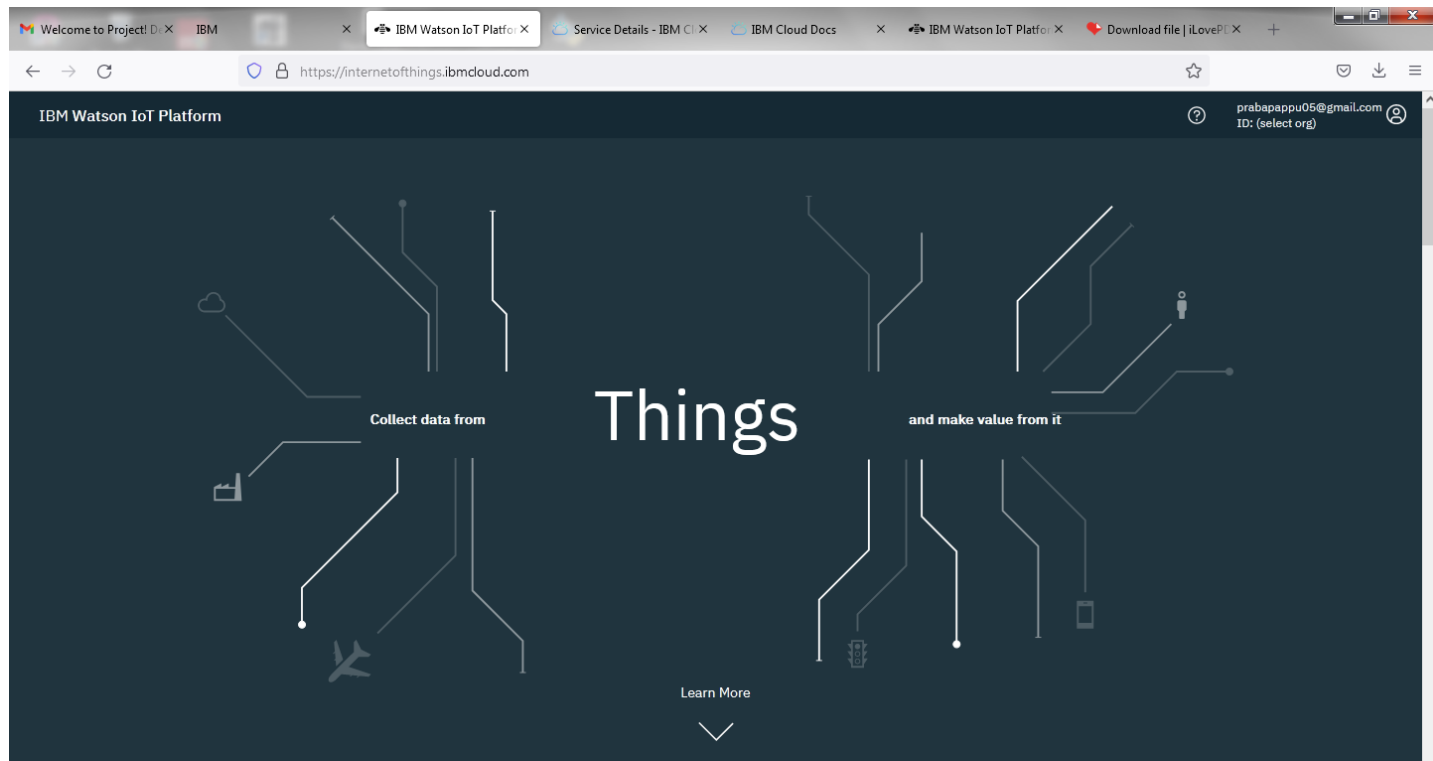 Welcome to Project! De
IBM
IBM Watson IoT Platfor
Service Details - IBM Cl
IBM Cloud Docs
IBM Watson IoT Platfor
Download file | iLovePD
https://internetofthings.ibmcloud.com
IBM Watson IoT Platform
prabapappu05@gmail.com
ID: (select org)
Collect data from
Things
and make value from it
Learn More